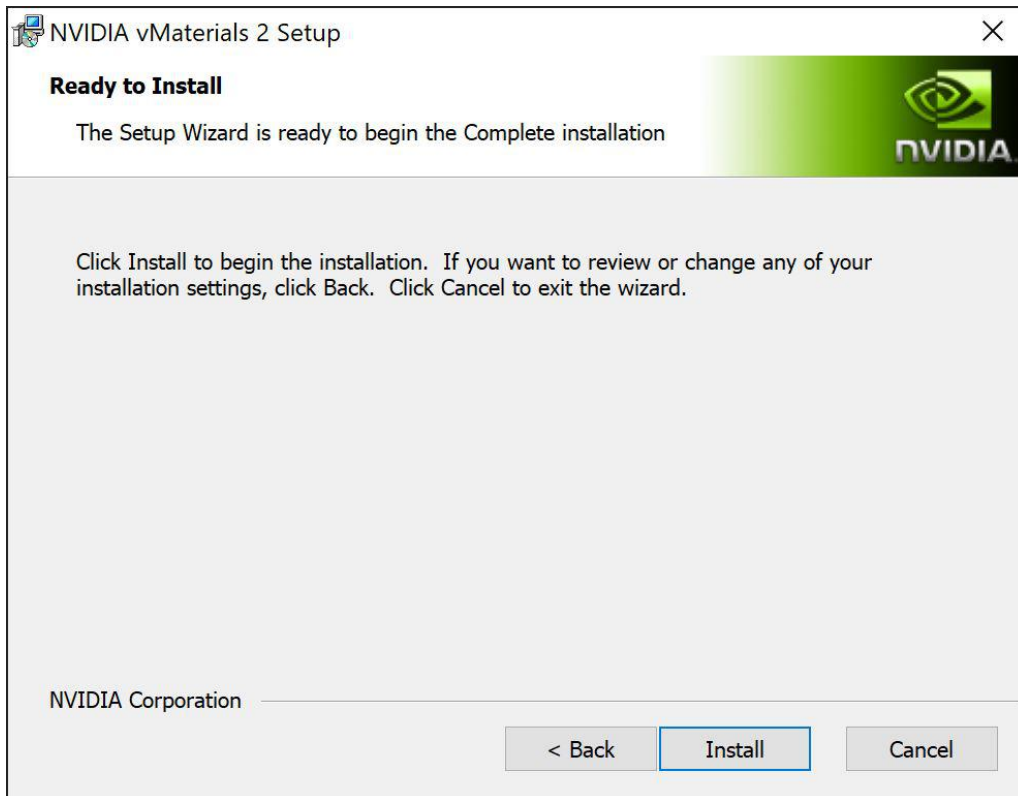 NVIDIA vMaterials 2 Setup
Ready to Install
The Setup Wizard is ready to begin the Complete installation
NVIDIA.
Click Install to begin the installation.  If you want to review or change any of your
installation settings, click Back.  Click Cancel to exit the wizard.
NVIDIA Corporation
< Back
Install
Cancel